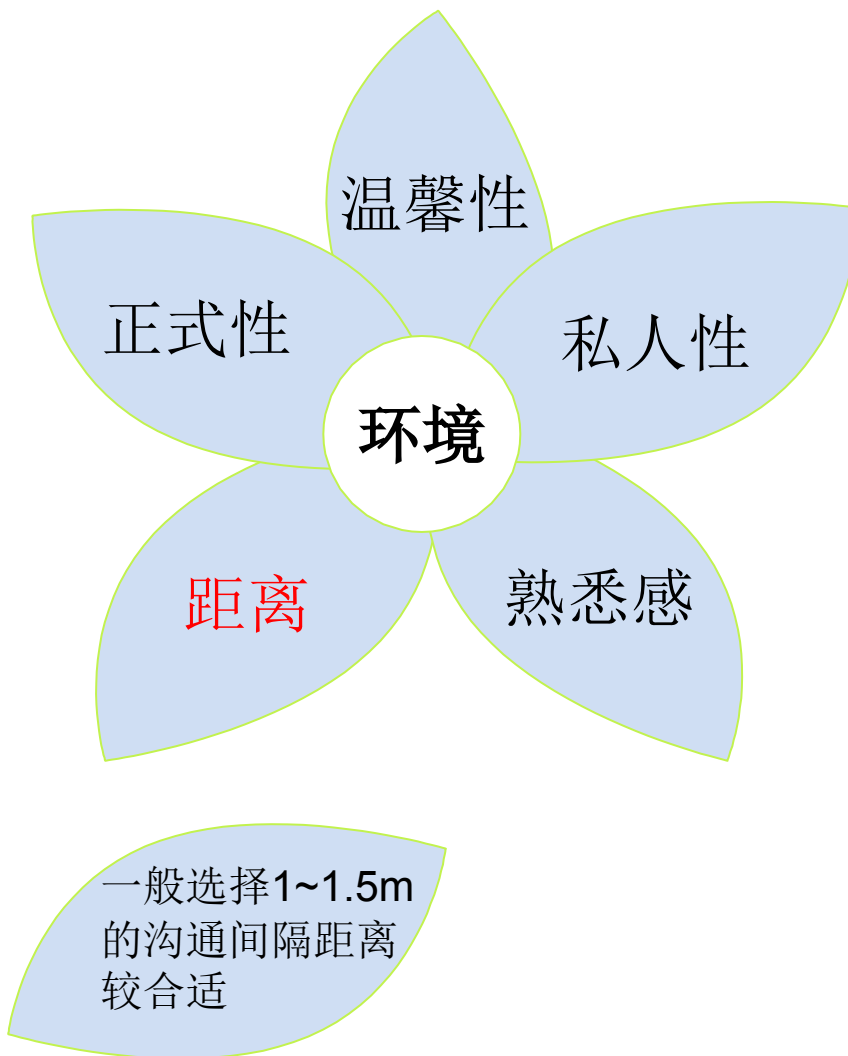 温馨性
正式性
私人性
环境
距离
熟悉感
一般选择1~1.5m
的沟通间隔距离
较合适